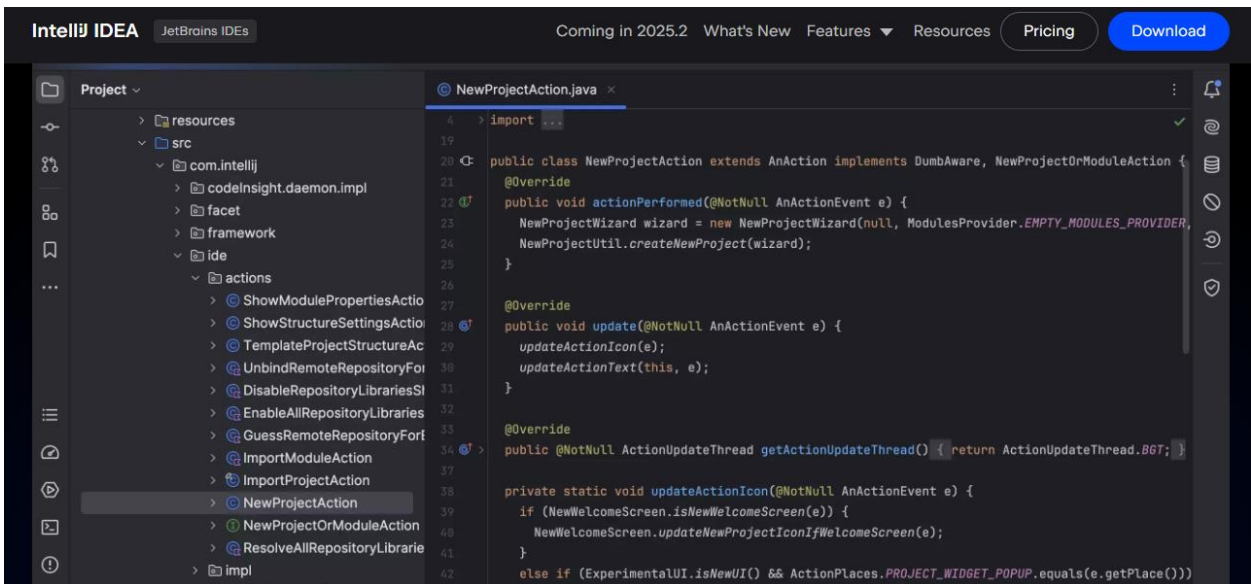 IntelliJ IDEA JetBrains IDEs Coming in 2025.2 What's New Features Resources Pricing Download
Project
resources
src
com.intellij
codeInsight.daemon.impl
facet
framework
ide
actions
ShowModulePropertiesActio
ShowStructureSettingsAction
TemplateProjectStructureAc
UnbindRemoteRepositoryFor
DisableRepositoryLibrariesSh
EnableAllRepositoryLibraries
GuessRemoteRepositoryForE
ImportModuleAction
ImportProjectAction
NewProjectAction
NewProjectOrModuleAction
ResolveAllRepositoryLibrarie
impl
NewProjectAction.java
4 import ...
19
20 public class NewProjectAction extends AnAction implements DumbAware, NewProjectOrModuleAction {
21 @Override
22 public void actionPerformed(@NotNull AnActionEvent e) {
23 NewProjectWizard wizard = new NewProjectWizard(null, ModulesProvider.EMPTY_MODULES_PROVIDER,
24 NewProjectUtil.createNewProject(wizard);
25 }
26
27 @Override
28 public void update(@NotNull AnActionEvent e) {
29 updateActionIcon(e);
30 updateActionText(this, e);
31 }
32
33 @Override
34 public @NotNull ActionUpdateThread getActionUpdateThread() { return ActionUpdateThread.BGT; }
37
38 private static void updateActionIcon(@NotNull AnActionEvent e) {
39 if (NewWelcomeScreen.isNewWelcomeScreen(e)) {
40 NewWelcomeScreen.updateNewProjectIconIfWelcomeScreen(e);
41 }
42 else if (ExperimentalUI.isNewUI() && ActionPlaces.PROJECT_WIDGET_POPUP.equals(e.getPlace()))